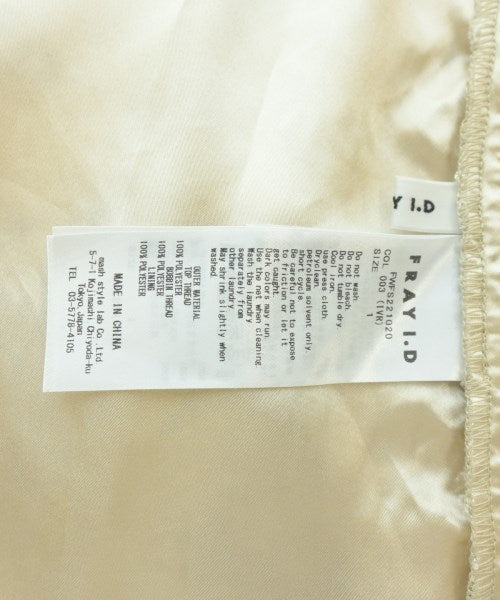 FRAY I.D
FRAY I.D
FWFS221020
COL 003 (IVR)
SIZE 1
Do not wash.
Do not bleach.
Do not tumble dry.
Cool iron.
use press cloth.
Dryclean.
petroleum solvent only.
short cycle.
Be careful not to expose
to friction or let it
get caught.
Dark colors may run.
Use the net when cleaning
Wash the laundry
separately from
other laundry.
May shrink slightly when
washed.
OUTER MATERIAL
TOP THREAD
100% POLYESTER
BOBBIN THREAD
100% POLYESTER
LINING
100% POLYESTER
MADE IN CHINA
mash style lab Co Ltd
5-7-1 Kojimachi Chiyoda-ku
Tokyo,Japan
TEL 03-5778-4105